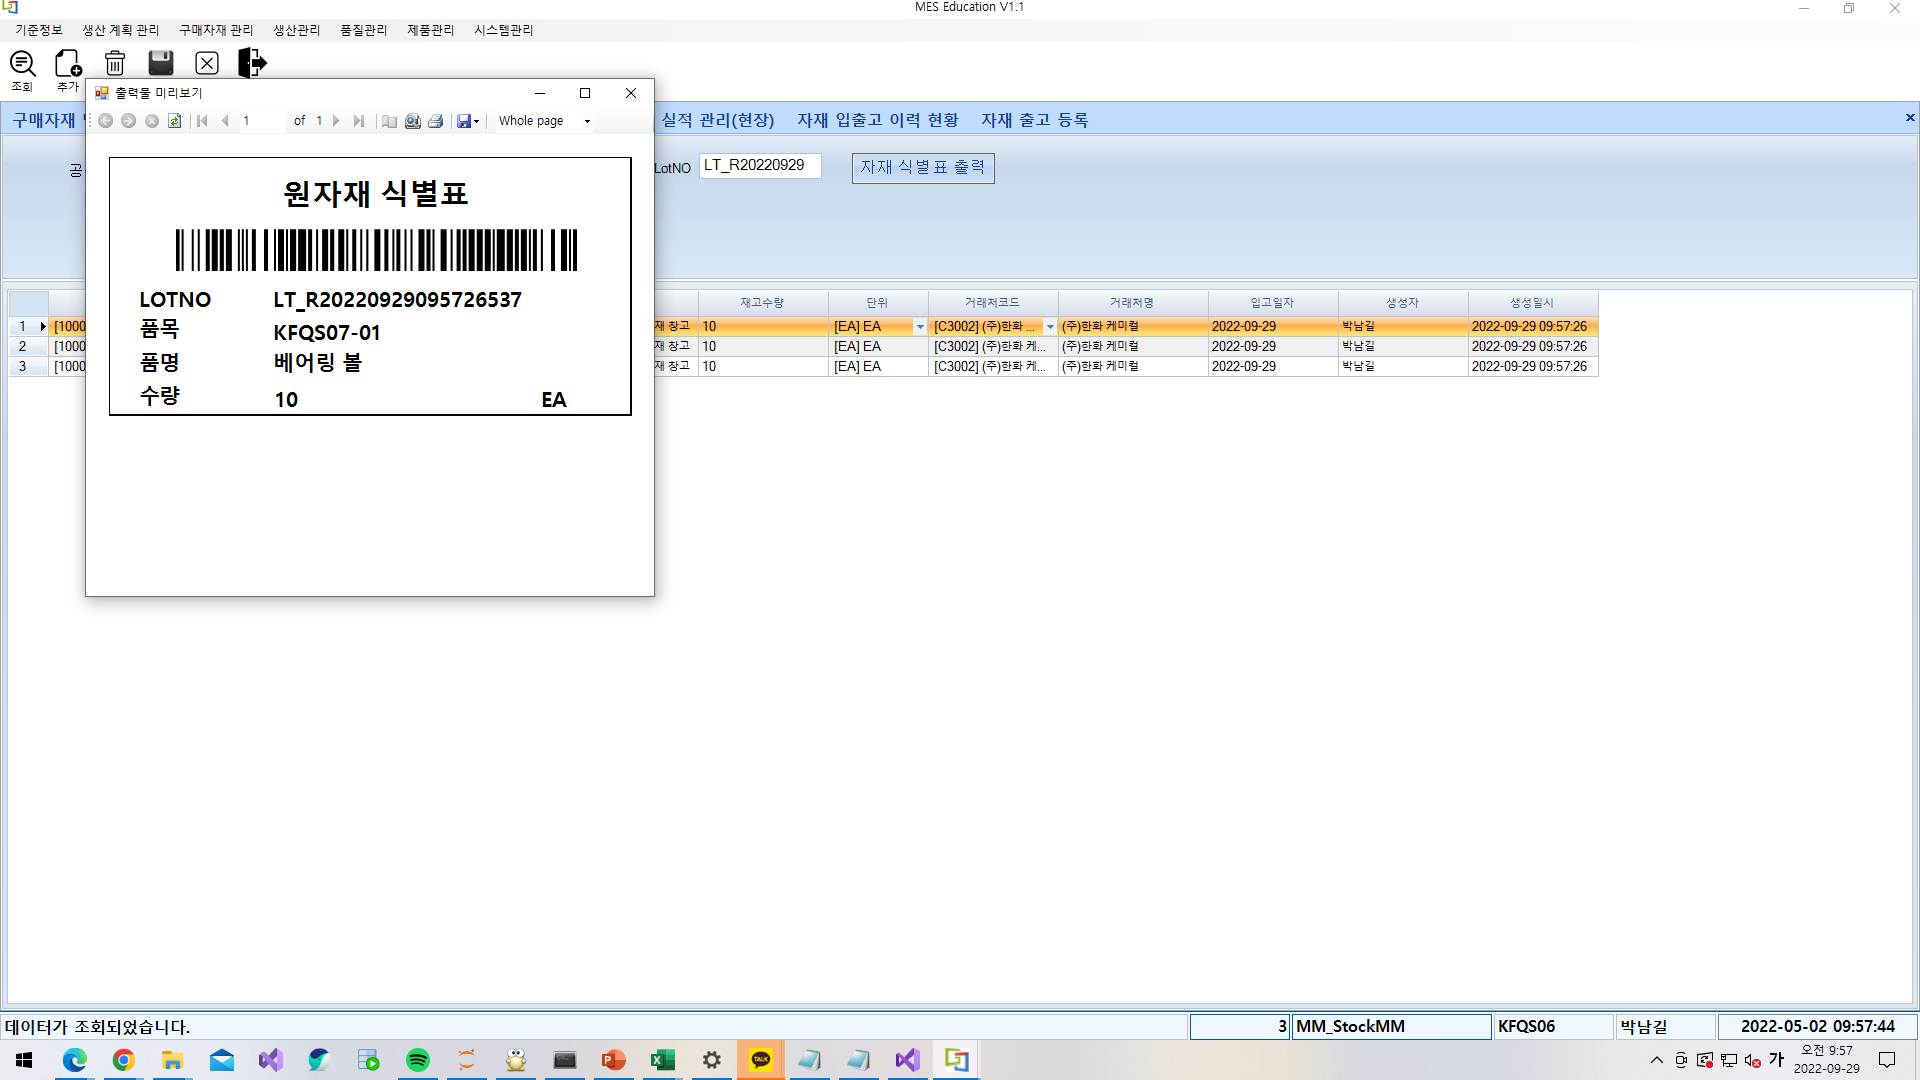 MES Education V1.1
기준정보 생산 계획 관리 구매자재 관리 생산관리 품질관리 제품관리 시스템관리
조회 추가
출력물 미리보기
1 of 1 Whole page
구매자재 실적 관리(현장) 자재 입출고 이력 현황 자재 출고 등록
공 LotNO LT_R20220929 자재 식별표 출력
원자재 식별표
LOTNO LT_R20220929095726537
품목 KFQS07-01
품명 베어링 볼
수량 10 EA
재고수량 단위 거래처코드 거래처명 입고일자 생성자 생성일시
1 [1000 재 창고 10 [EA] EA [C3002] (주)한화 ... (주)한화 케미컬 2022-09-29 박남길 2022-09-29 09:57:26
2 [1000 재 창고 10 [EA] EA [C3002] (주)한화 케... (주)한화 케미컬 2022-09-29 박남길 2022-09-29 09:57:26
3 [1000 재 창고 10 [EA] EA [C3002] (주)한화 케... (주)한화 케미컬 2022-09-29 박남길 2022-09-29 09:57:26
데이터가 조회되었습니다. 3 MM_StockMM KFQS06 박남길 2022-05-02 09:57:44
TALK
가 오전 9:57
2022-09-29